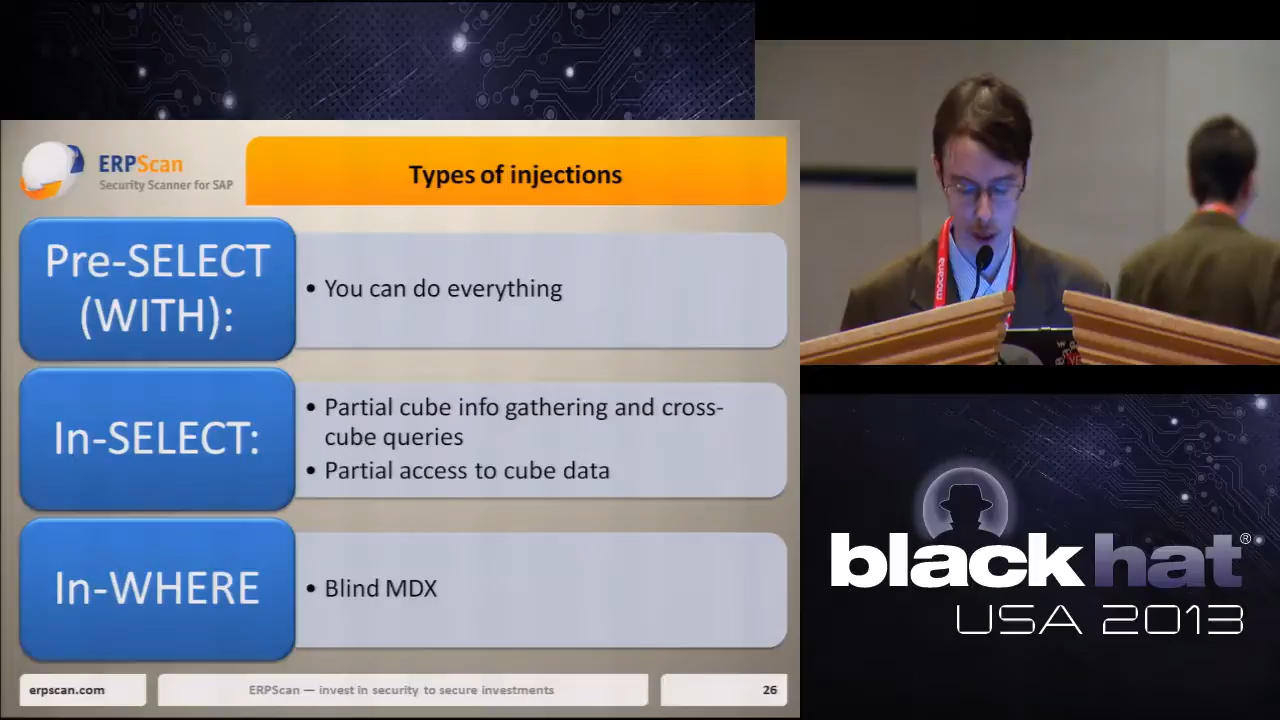 ERPScan
Security Scanner for SAP
Types of injections
Pre-SELECT
(WITH):
• You can do everything
In-SELECT:
• Partial cube info gathering and cross-
cube queries
• Partial access to cube data
In-WHERE
• Blind MDX
erpscan.com
ERPScan — invest in security to secure investments
26
mocana
black hat®
USA 2013